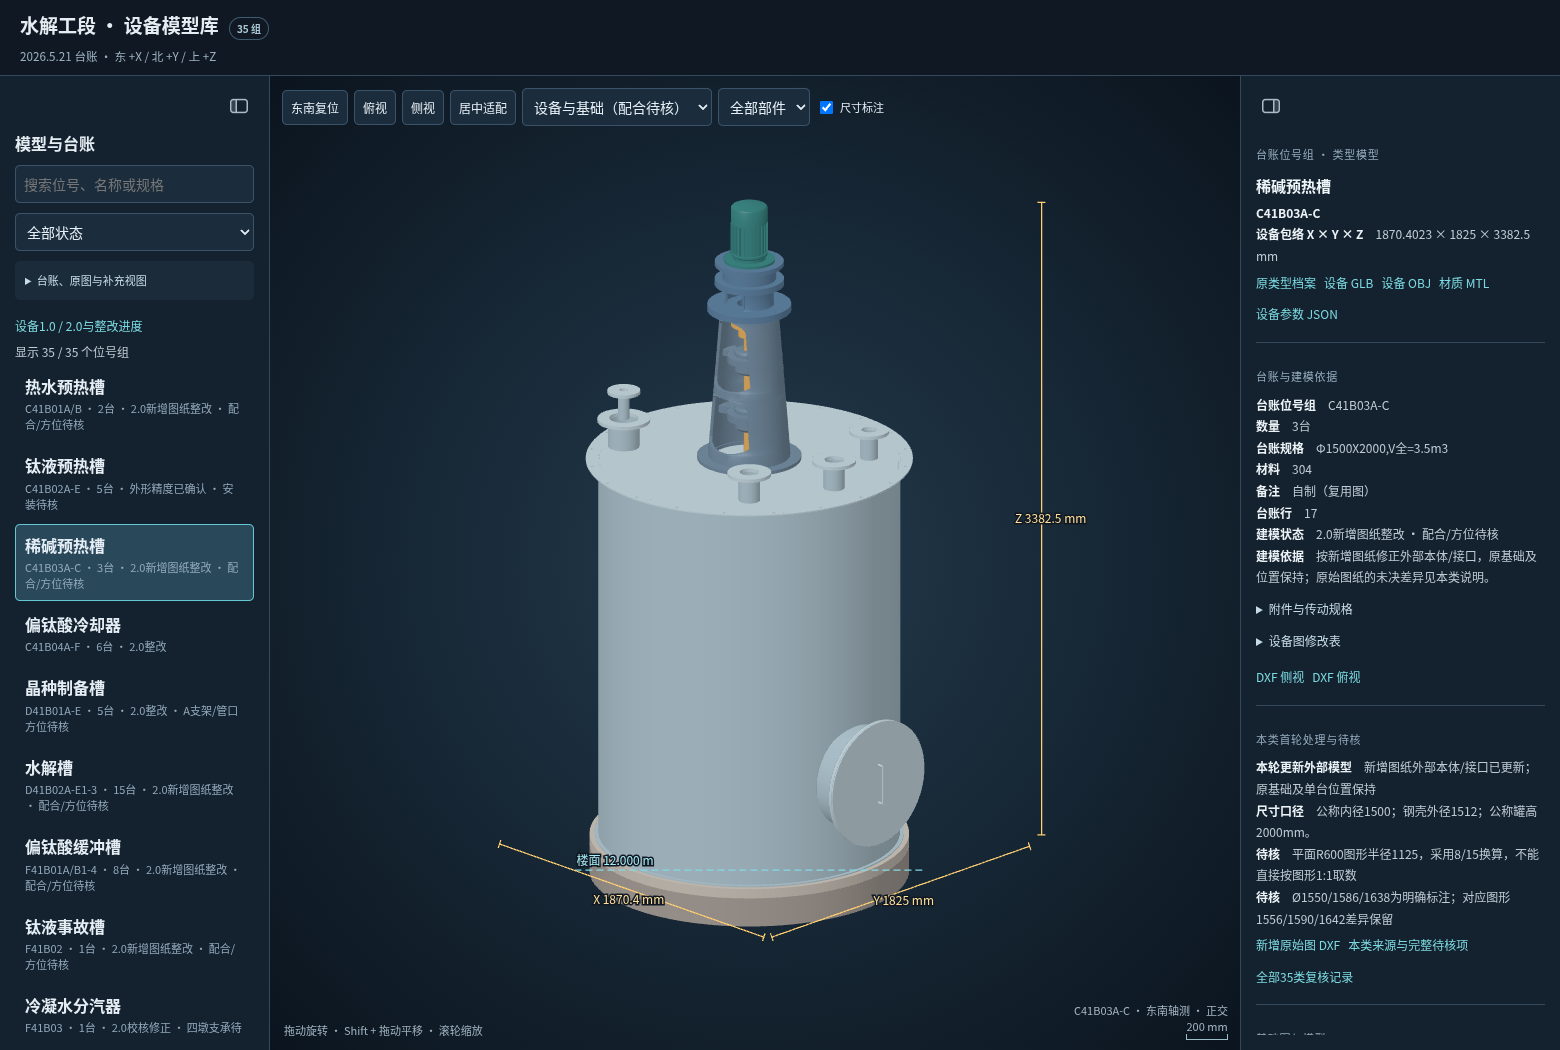 水解工段 · 设备模型库 35 组
2026.5.21 台账 · 东 +X / 北 +Y / 上 +Z
模型与台账
搜索位号、名称或规格
全部状态
▶ 台账、原图与补充视图
设备1.0 / 2.0与整改进度
显示 35 / 35 个位号组
热水预热槽
C41B01A/B · 2台 · 2.0新增图纸整改 · 配
合/方位待核
钛液预热槽
C41B02A-E · 5台 · 外形精度已确认 · 安
装待核
稀碱预热槽
C41B03A-C · 3台 · 2.0新增图纸整改 · 配
合/方位待核
偏钛酸冷却器
C41B04A-F · 6台 · 2.0整改
晶种制备槽
D41B01A-E · 5台 · 2.0整改 · A支架/管口
方位待核
水解槽
D41B02A-E1-3 · 15台 · 2.0新增图纸整改
· 配合/方位待核
偏钛酸缓冲槽
F41B01A/B1-4 · 8台 · 2.0新增图纸整改 ·
配合/方位待核
钛液事故槽
F41B02 · 1台 · 2.0新增图纸整改 · 配合/
方位待核
冷凝水分汽器
F41B03 · 1台 · 2.0校核修正 · 四墩支承待
东南复位 俯视 侧视 居中适配 设备与基础（配合待核） 全部部件 尺寸标注
Z 3382.5 mm
楼面 12.000 m
X 1870.4 mm
Y 1825 mm
拖动旋转 · Shift + 拖动平移 · 滚轮缩放
C41B03A-C · 东南轴测 · 正交
200 mm
台账位号组 · 类型模型
稀碱预热槽
C41B03A-C
设备包络 X × Y × Z 1870.4023 × 1825 × 3382.5
mm
原类型档案 设备 GLB 设备 OBJ 材质 MTL
设备参数 JSON
台账与建模依据
台账位号组 C41B03A-C
数量 3台
台账规格 Φ1500X2000,V全=3.5m3
材料 304
备注 自制（复用图）
台账行 17
建模状态 2.0新增图纸整改 · 配合/方位待核
建模依据 按新增图纸修正外部本体/接口，原基础及
位置保持；原始图纸的未决差异见本类说明。
▶ 附件与传动规格
▶ 设备图修改表
DXF 侧视 DXF 俯视
本类首轮处理与待核
本轮更新外部模型 新增图纸外部本体/接口已更新；
原基础及单台位置保持
尺寸口径 公称内径1500；钢壳外径1512；公称罐高
2000mm。
待核 平面R600图形半径1125，采用8/15换算，不能
直接按图形1:1取数
待核 Ø1550/1586/1638为明确标注；对应图形
1556/1590/1642差异保留
新增原始图 DXF 本类来源与完整待核项
全部35类复核记录